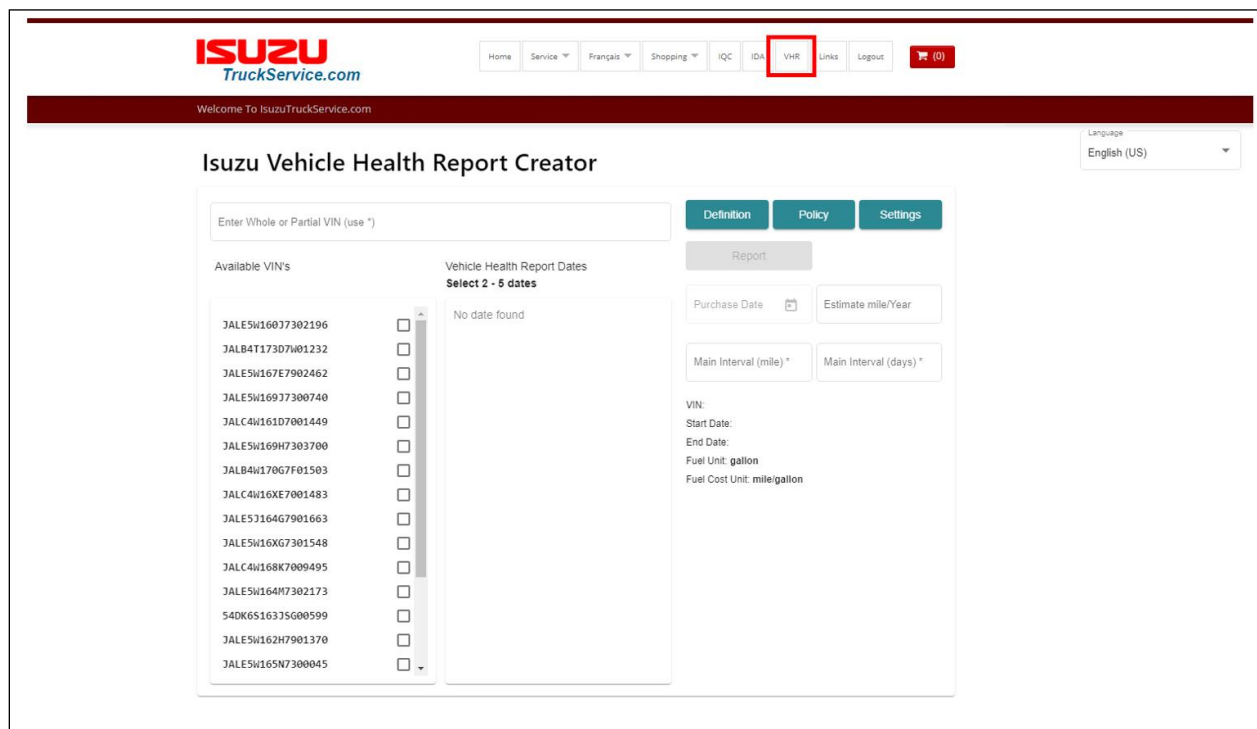 ISUZU
TruckService.com
Home Service Français Shopping IQC IDA VHR Links Logout (0)
Welcome To IsuzuTruckService.com
Language
English (US)
Isuzu Vehicle Health Report Creator
Enter Whole or Partial VIN (use *)
Definition Policy Settings
Report
Available VIN's
Vehicle Health Report Dates
Select 2 - 5 dates
JALE5W160J7302196
JALB4T173D7W01232
JALE5W167E7902462
JALE5W169J7300740
JALC4W161D7001449
JALE5W169H7303700
JALB4W170G7F01503
JALC4W16XE7001483
JALE5J164G7901663
JALE5W16XG7301548
JALC4W168K7009495
JALE5W164M7302173
54DK6S163JSG00599
JALE5W162H7901370
JALE5W165N7300045
No date found
Purchase Date Estimate mile/Year
Main Interval (mile) * Main Interval (days) *
VIN:
Start Date:
End Date:
Fuel Unit: gallon
Fuel Cost Unit: mile/gallon